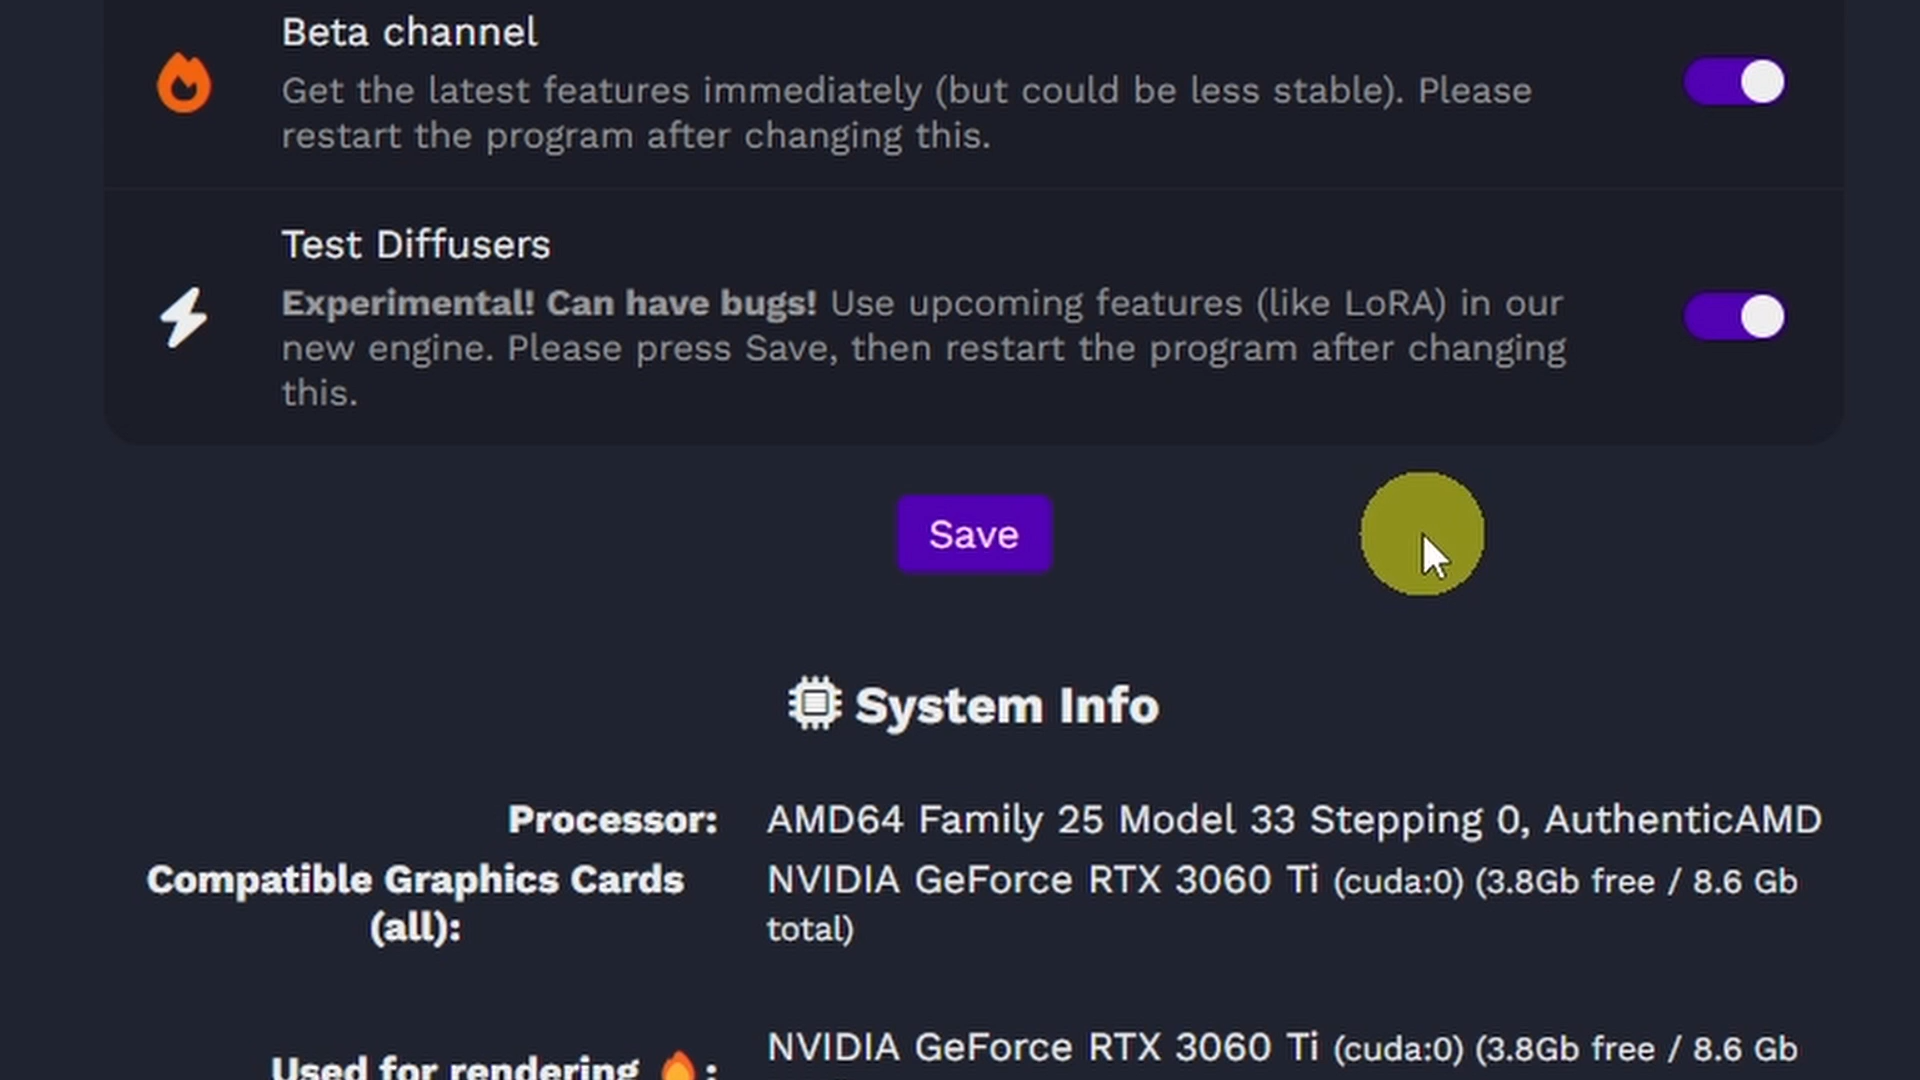 Beta channel
Get the latest features immediately (but could be less stable). Please
restart the program after changing this.
Test Diffusers
Experimental! Can have bugs! Use upcoming features (like LoRA) in our
new engine. Please press Save, then restart the program after changing
this.
Save
System Info
Processor: AMD64 Family 25 Model 33 Stepping 0, AuthenticAMD
Compatible Graphics Cards
(all):
NVIDIA GeForce RTX 3060 Ti (cuda:0) (3.8Gb free / 8.6 Gb
total)
Used for rendering 🔥:
NVIDIA GeForce RTX 3060 Ti (cuda:0) (3.8Gb free / 8.6 Gb